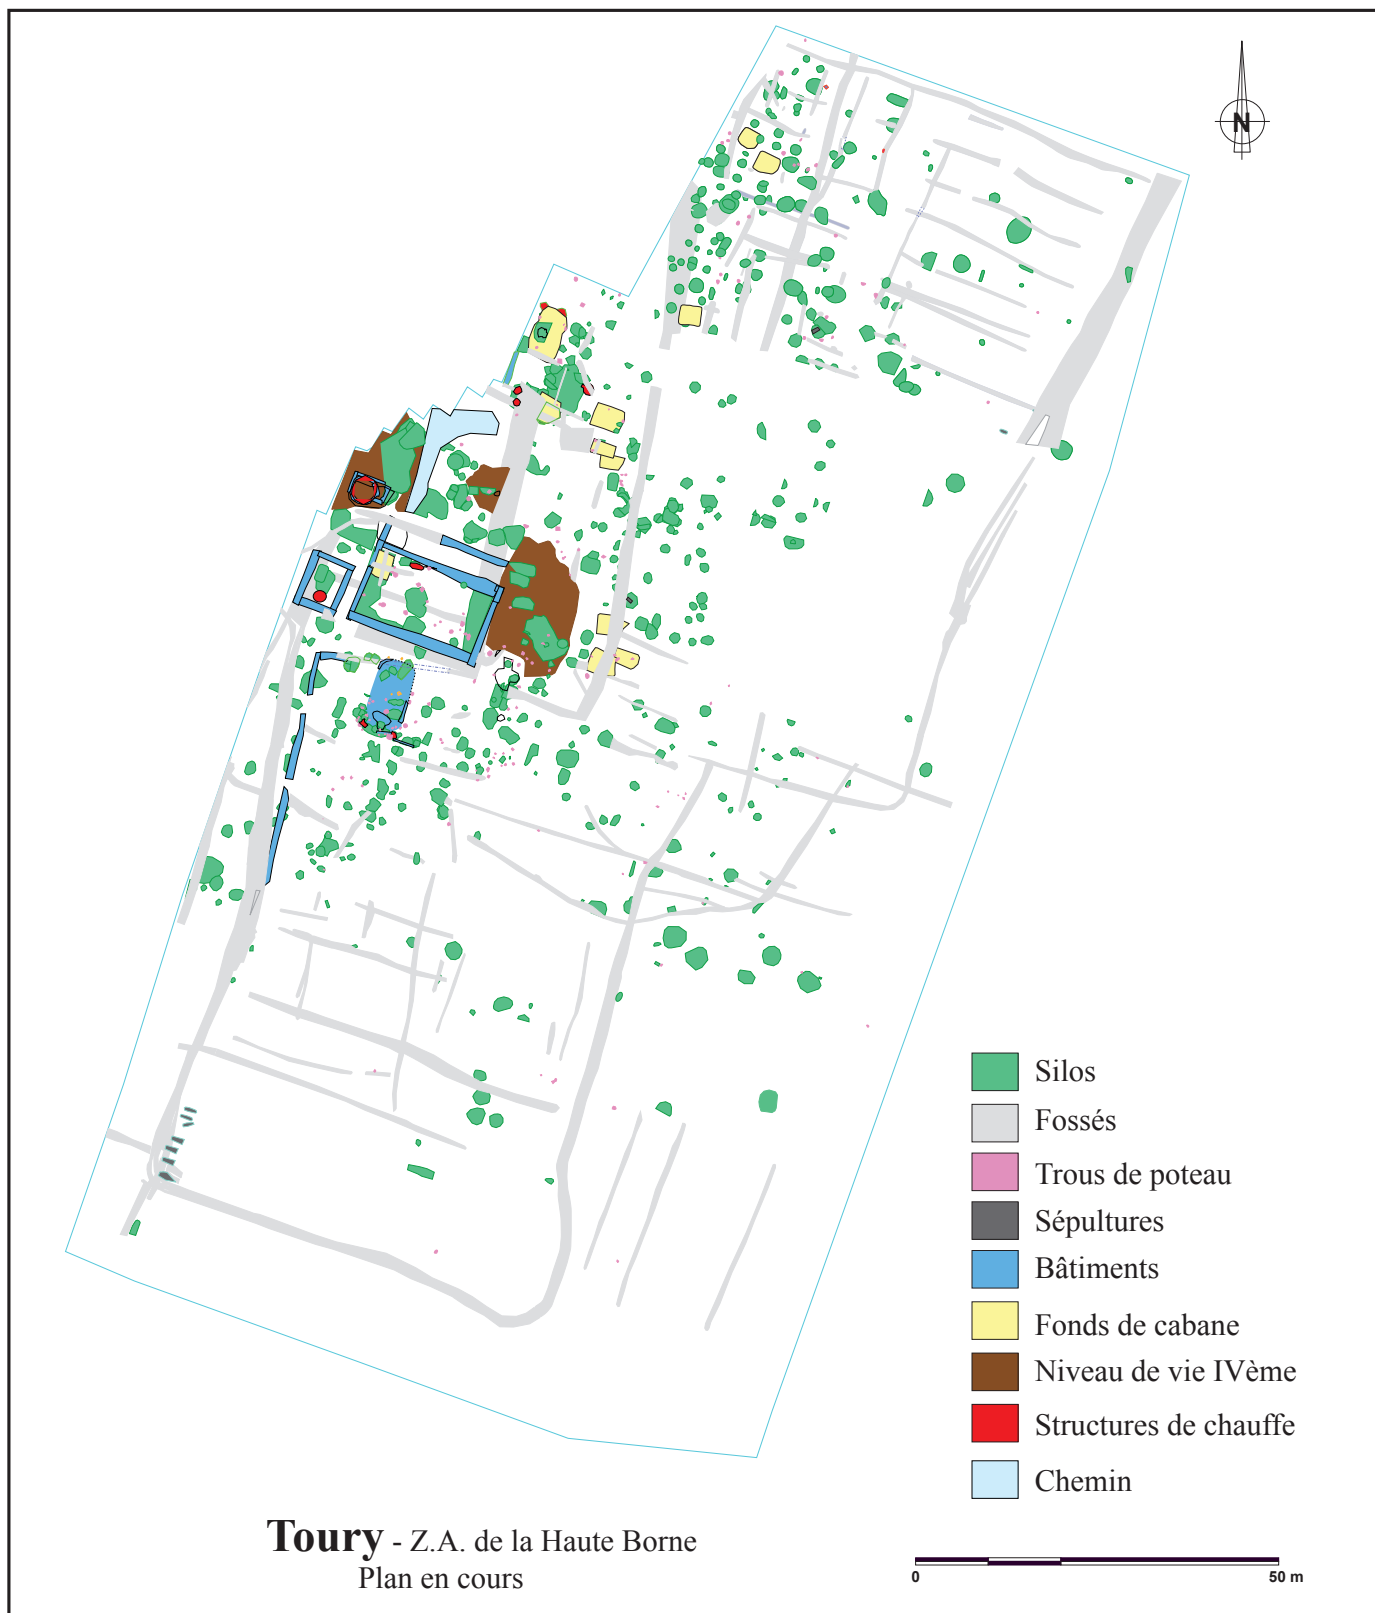 N
Silos
Fossés
Trous de poteau
Sépultures
Bâtiments
Fonds de cabane
Niveau de vie IVème
Structures de chauffe
Chemin
Toury - Z.A. de la Haute Borne
Plan en cours
0 50 m